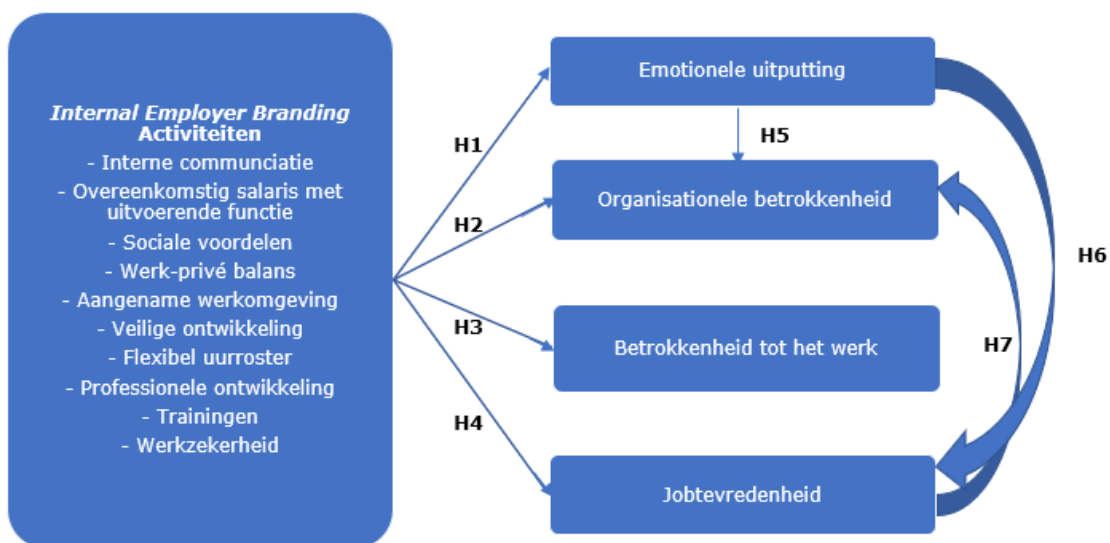 Internal Employer Branding
Activiteiten
- Interne communciatie
- Overeenkomstig salaris met
uitvoerende functie
- Sociale voordelen
- Werk-privé balans
- Aangename werkomgeving
- Veilige ontwikkeling
- Flexibel uurroster
- Professionele ontwikkeling
- Trainingen
- Werkzekerheid
H1
H2
H3
H4
Emotionele uitputting
H5
Organisationele betrokkenheid
Betrokkenheid tot het werk
Jobtevredenheid
H6
H7